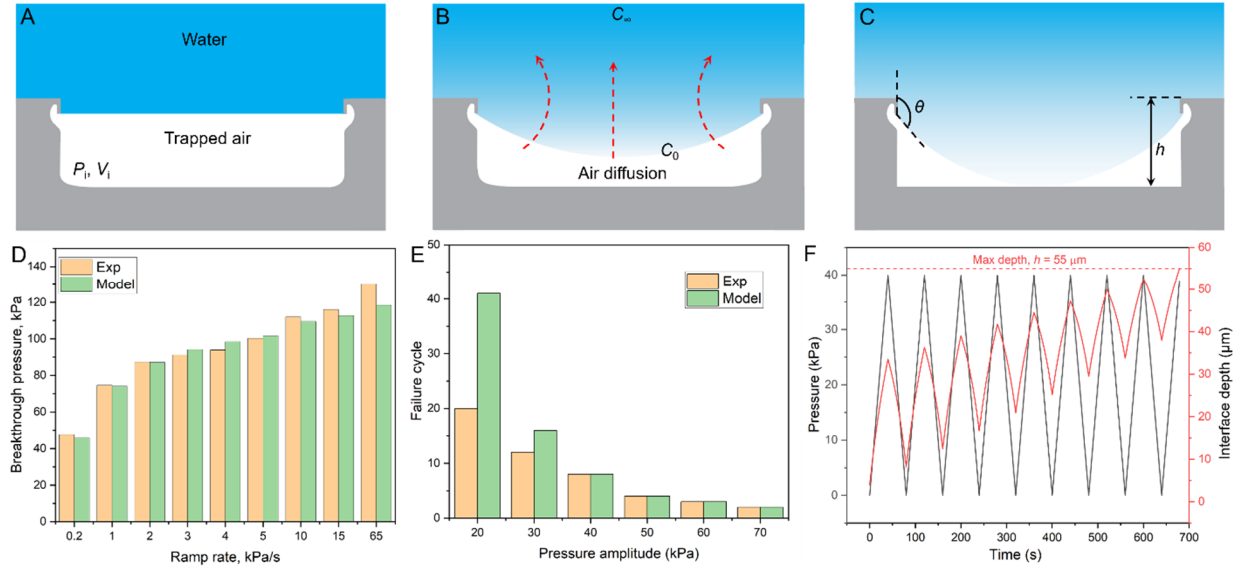 A
Water
Trapped air
Pi, Vi
B
C∞
C0
Air diffusion
C
θ
h
D
Exp
Model
Breakthrough pressure, kPa
140
120
100
80
60
40
20
0
0.2 1 2 3 4 5 10 15 65
Ramp rate, kPa/s
E
Exp
Model
Failure cycle
50
40
30
20
10
0
20 30 40 50 60 70
Pressure amplitude (kPa)
F
Max depth, h = 55 μm
Pressure (kPa)
40
30
20
10
0
60
50
40
30
20
10
0
Interface depth (μm)
0 100 200 300 400 500 600 700
Time (s)